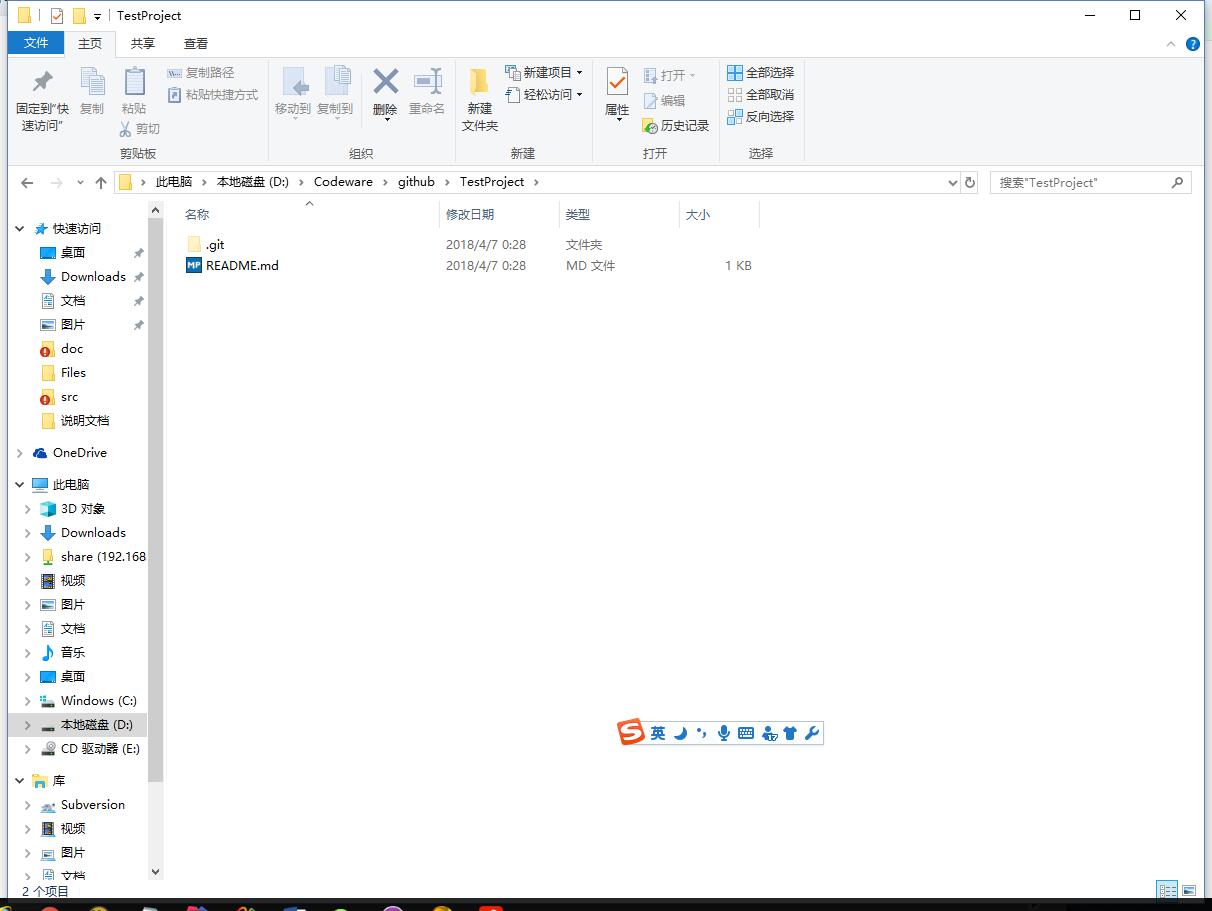 TestProject
文件 主页 共享 查看
固定到"快速访问"
复制
粘贴
复制路径
粘贴快捷方式
剪切
剪贴板
移动到
复制到
删除
重命名
组织
新建文件夹
新建项目
轻松访问
新建
属性
打开
编辑
历史记录
打开
全部选择
全部取消
反向选择
选择
此电脑 本地磁盘 (D:) Codeware github TestProject
搜索"TestProject"
名称 修改日期 类型 大小
.git 2018/4/7 0:28 文件夹
README.md 2018/4/7 0:28 MD 文件 1 KB
快速访问
桌面
Downloads
文档
图片
doc
Files
src
说明文档
OneDrive
此电脑
3D 对象
Downloads
share (192.168
视频
图片
文档
音乐
桌面
Windows (C:)
本地磁盘 (D:)
CD 驱动器 (E:)
库
Subversion
视频
图片
文档
2 个项目
英